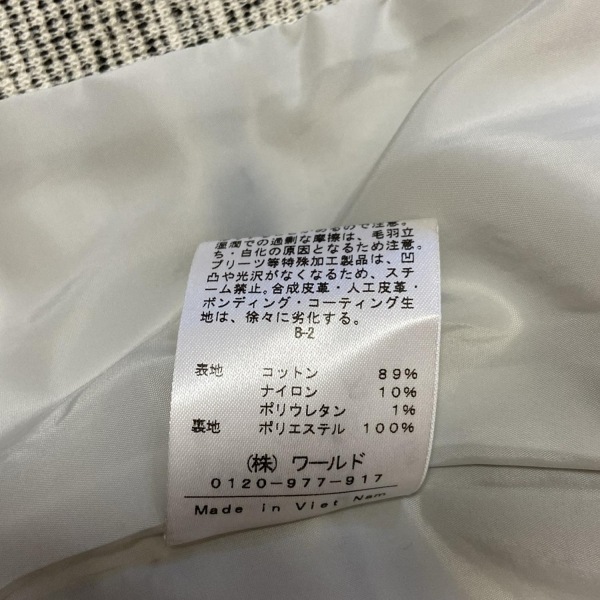 るので注意。
での過剰な摩擦は、毛羽立
ち・白化の原因となるため注意。
プリーツ等特殊加工製品は、凹
凸や光沢がなくなるため、スチ
ーム禁止。合成皮革・人工皮革・
ボンディング・コーティング生
地は、徐々に劣化する。
B-2
表地 コットン 89%
ナイロン 10%
ポリウレタン 1%
裏地 ポリエステル 100%
(株) ワールド
0120-977-917
Made in Viet Nam